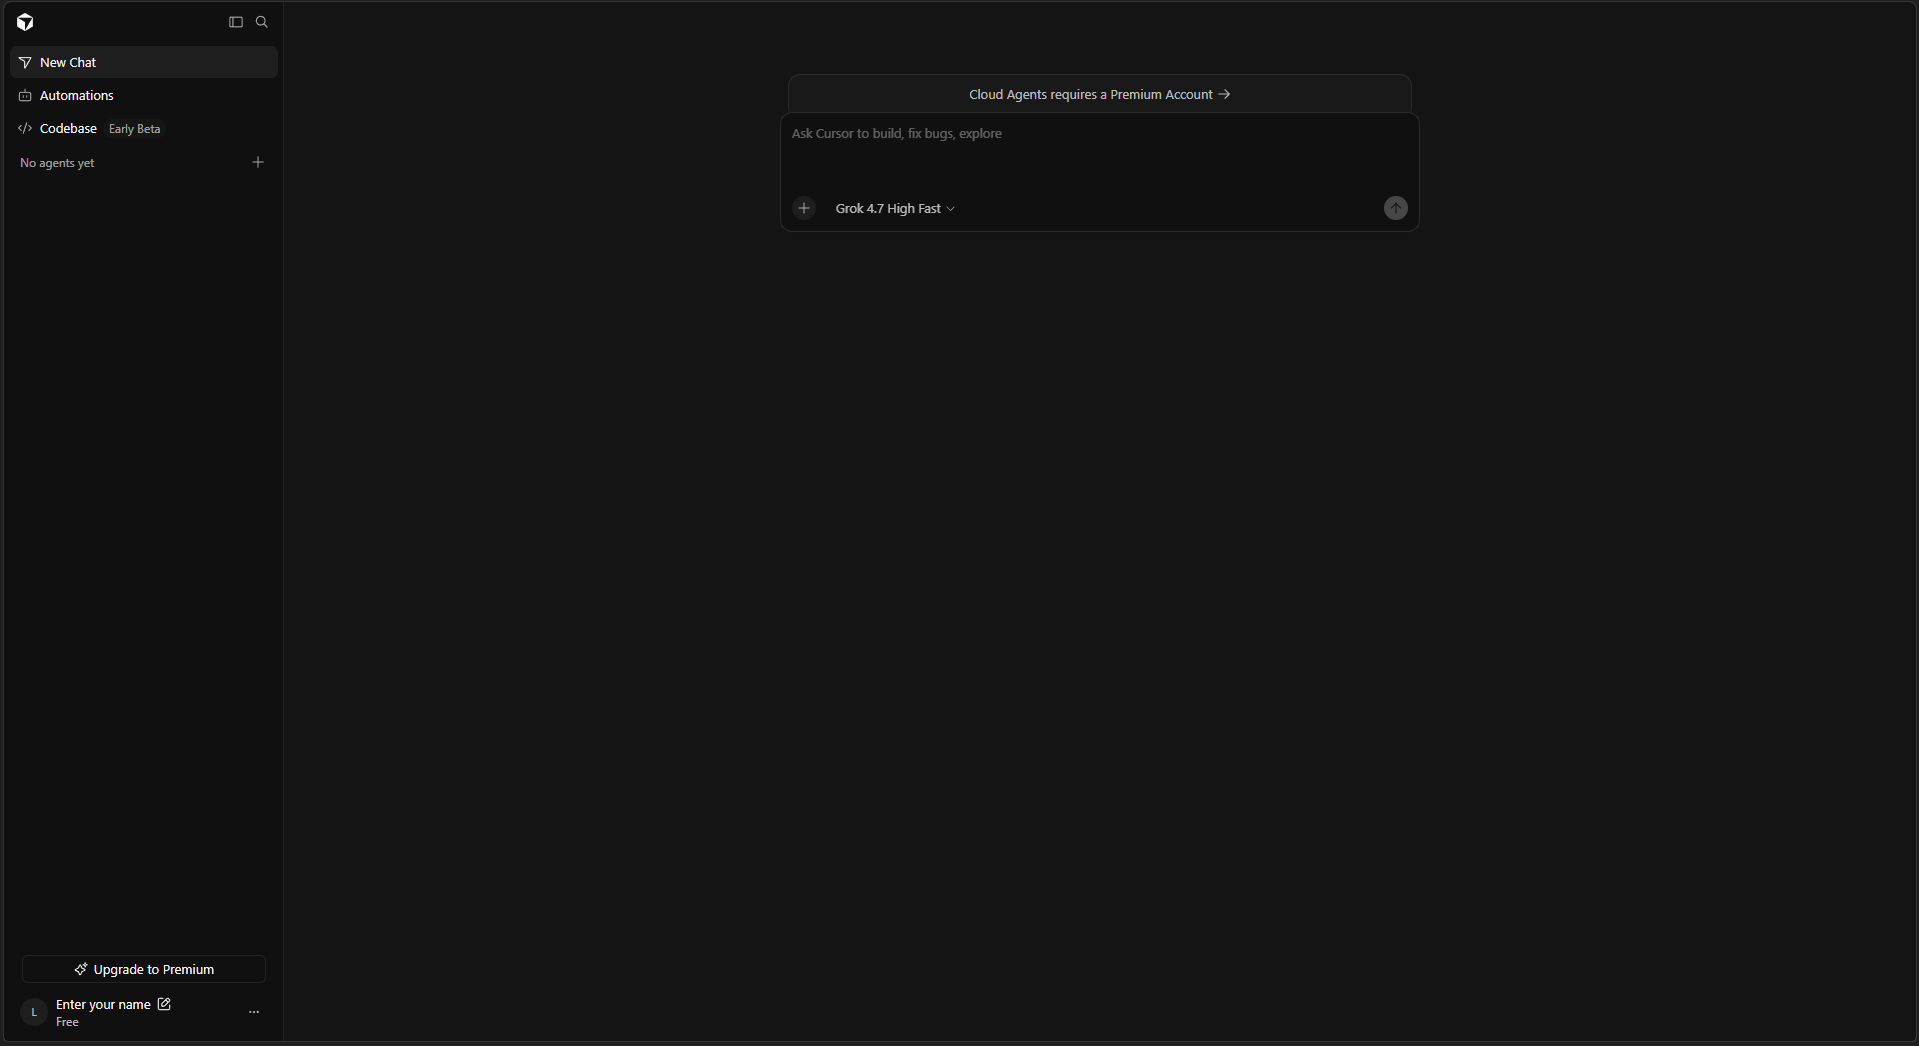 New Chat
Automations
Codebase Early Beta
No agents yet
Cloud Agents requires a Premium Account →
Ask Cursor to build, fix bugs, explore
Grok 4.7 High Fast
Upgrade to Premium
L
Enter your name
Free